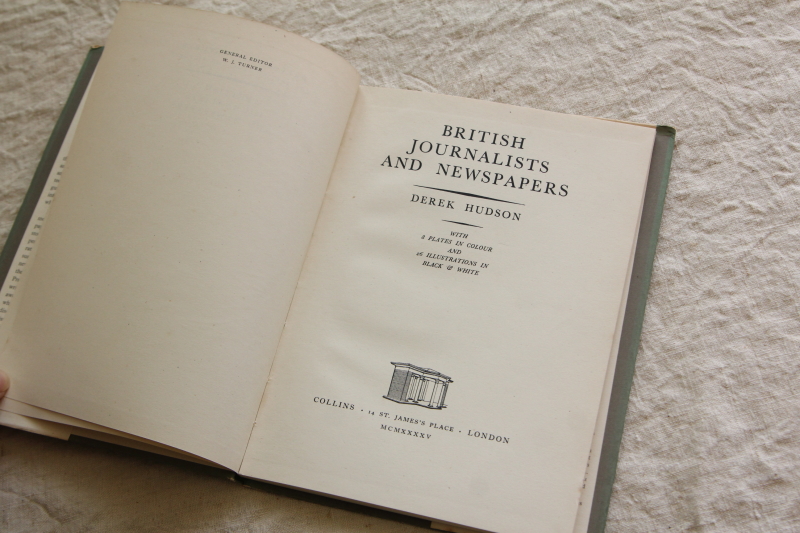 GENERAL EDITOR
W. J. TURNER
BRITISH
JOURNALISTS
AND NEWSPAPERS
DEREK HUDSON
WITH
8 PLATES IN COLOUR
AND
26 ILLUSTRATIONS IN
BLACK & WHITE
COLLINS · 14 ST. JAMES'S PLACE · LONDON
MCMXXXXV